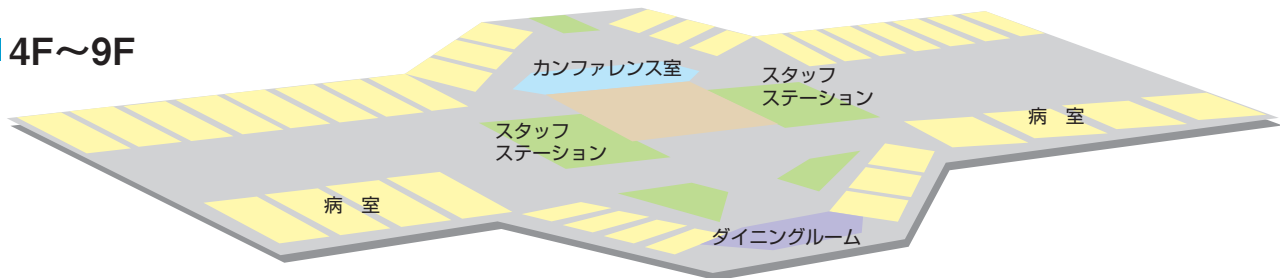 4F〜9F
カンファレンス室
スタッフ
ステーション
スタッフ
ステーション
病 室
病 室
ダイニングルーム